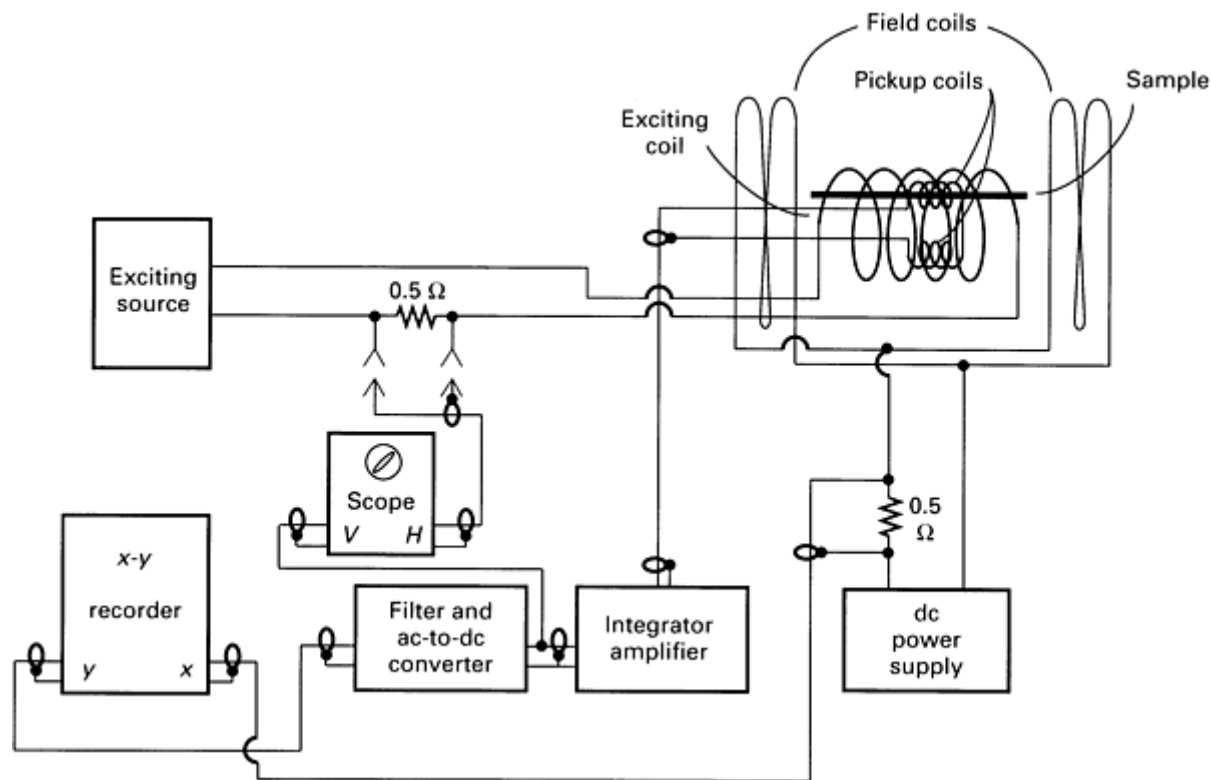 Field coils
Pickup coils
Sample
Exciting
coil
Exciting
source
0.5 Ω
Scope
V H
0.5
Ω
x-y
recorder
y x
Filter and
ac-to-dc
converter
Integrator
amplifier
dc
power
supply